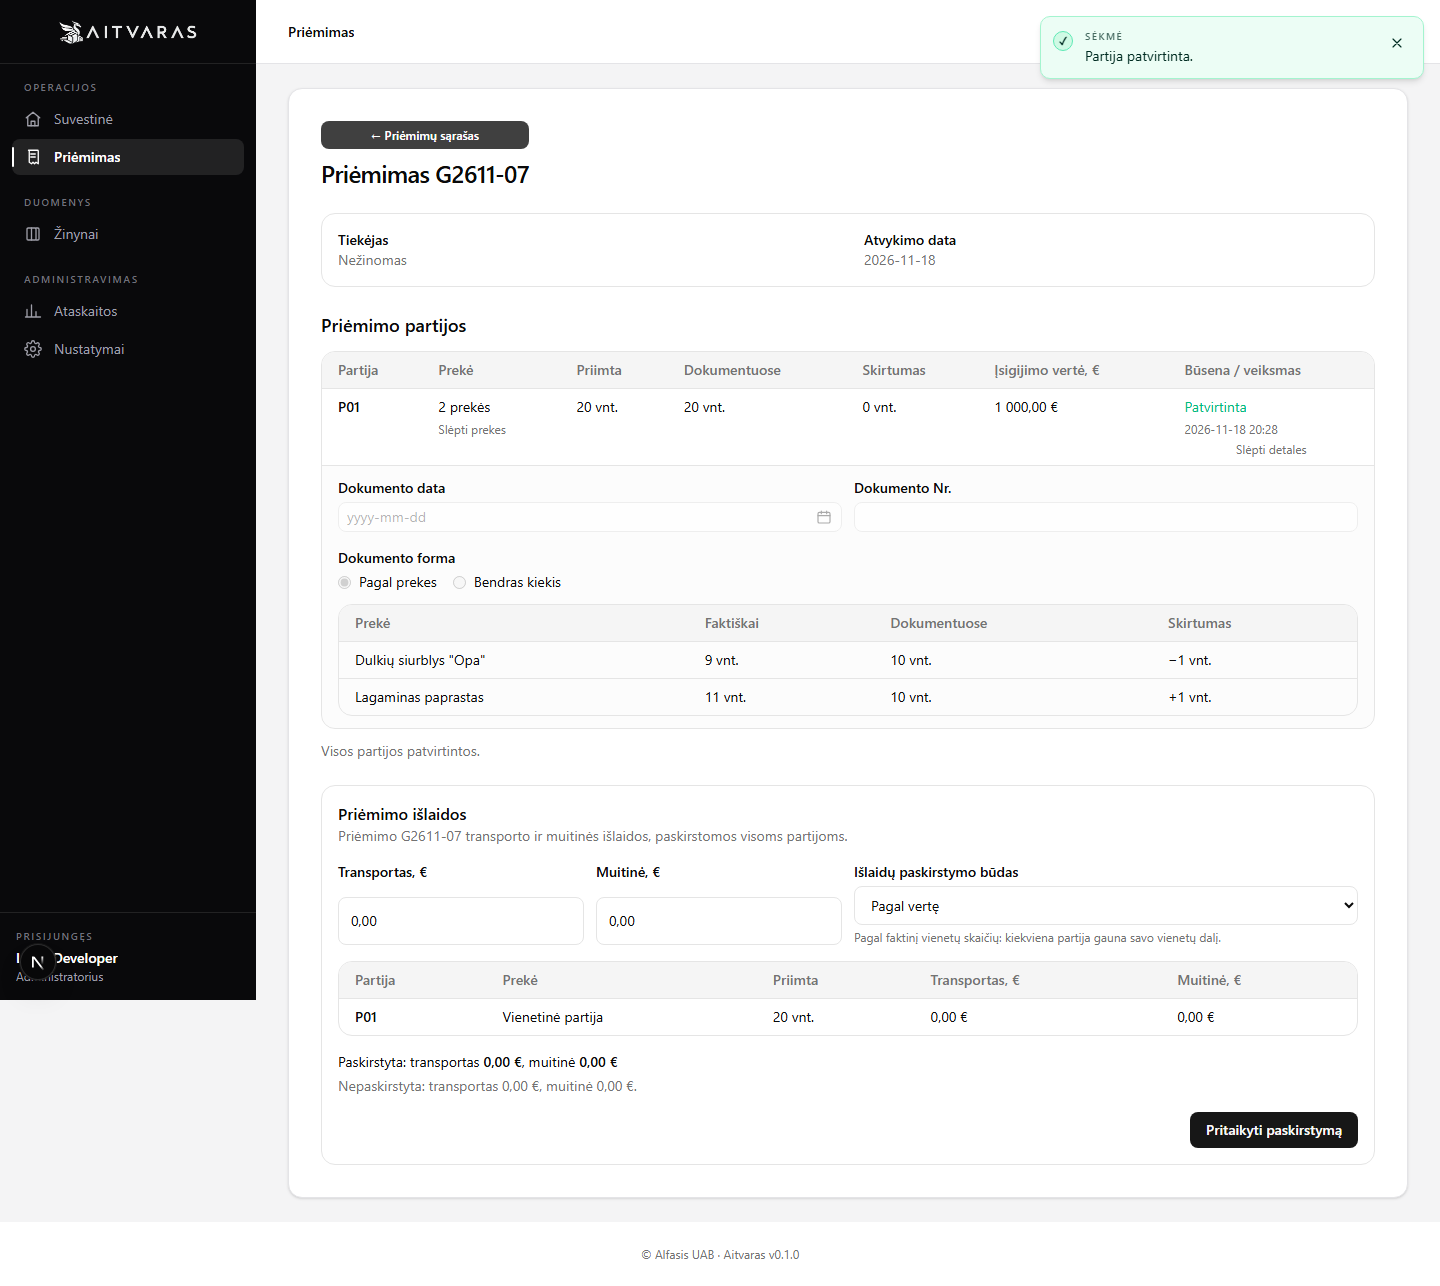 AITVARAS
OPERACIJOS
Suvestinė
Priėmimas
DUOMENYS
Žinynai
ADMINISTRAVIMAS
Ataskaitos
Nustatymai
PRISIJUNGĘS
Developer
N
Priėmimas
SĖKMĖ
Partija patvirtinta.
← Priėmimų sąrašas
Priėmimas G2611-07
Tiekėjas
Atvykimo data
Nežinomas
2026-11-18
Priėmimo partijos
Partija Prekė Priimta Dokumentuose Skirtumas Įsigijimo vertė, € Būsena / veiksmas
P01 2 prekės 20 vnt. 20 vnt. 0 vnt. 1 000,00 € Patvirtinta
Slėpti prekes 2026-11-18 20:28
Slėpti detales
Dokumento data Dokumento Nr.
yyyy-mm-dd
Dokumento forma
Pagal prekes Bendras kiekis
Prekė Faktiškai Dokumentuose Skirtumas
Dulkių siurblys "Opa" 9 vnt. 10 vnt. −1 vnt.
Lagaminas paprastas 11 vnt. 10 vnt. +1 vnt.
Visos partijos patvirtintos.
Priėmimo išlaidos
Priėmimo G2611-07 transporto ir muitinės išlaidos, paskirstomos visoms partijoms.
Transportas, € Muitinė, € Išlaidų paskirstymo būdas
0,00 0,00 Pagal vertę
Pagal faktinį vienetų skaičių: kiekviena partija gauna savo vienetų dalį.
Partija Prekė Priimta Transportas, € Muitinė, €
P01 Vienetinė partija 20 vnt. 0,00 € 0,00 €
Paskirstyta: transportas 0,00 €, muitinė 0,00 €
Nepaskirstyta: transportas 0,00 €, muitinė 0,00 €.
Pritaikyti paskirstymą
© Alfasis UAB · Aitvaras v0.1.0